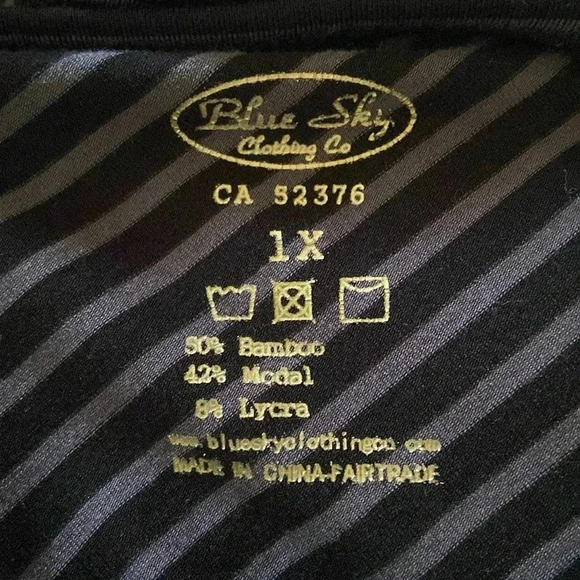 Blue Sky
Clothing Co
CA 52376
1X
50% Bamboo
42% Modal
8% Lycra
www.blueskyclothingco.com
MADE IN CHINA-FAIRTRADE